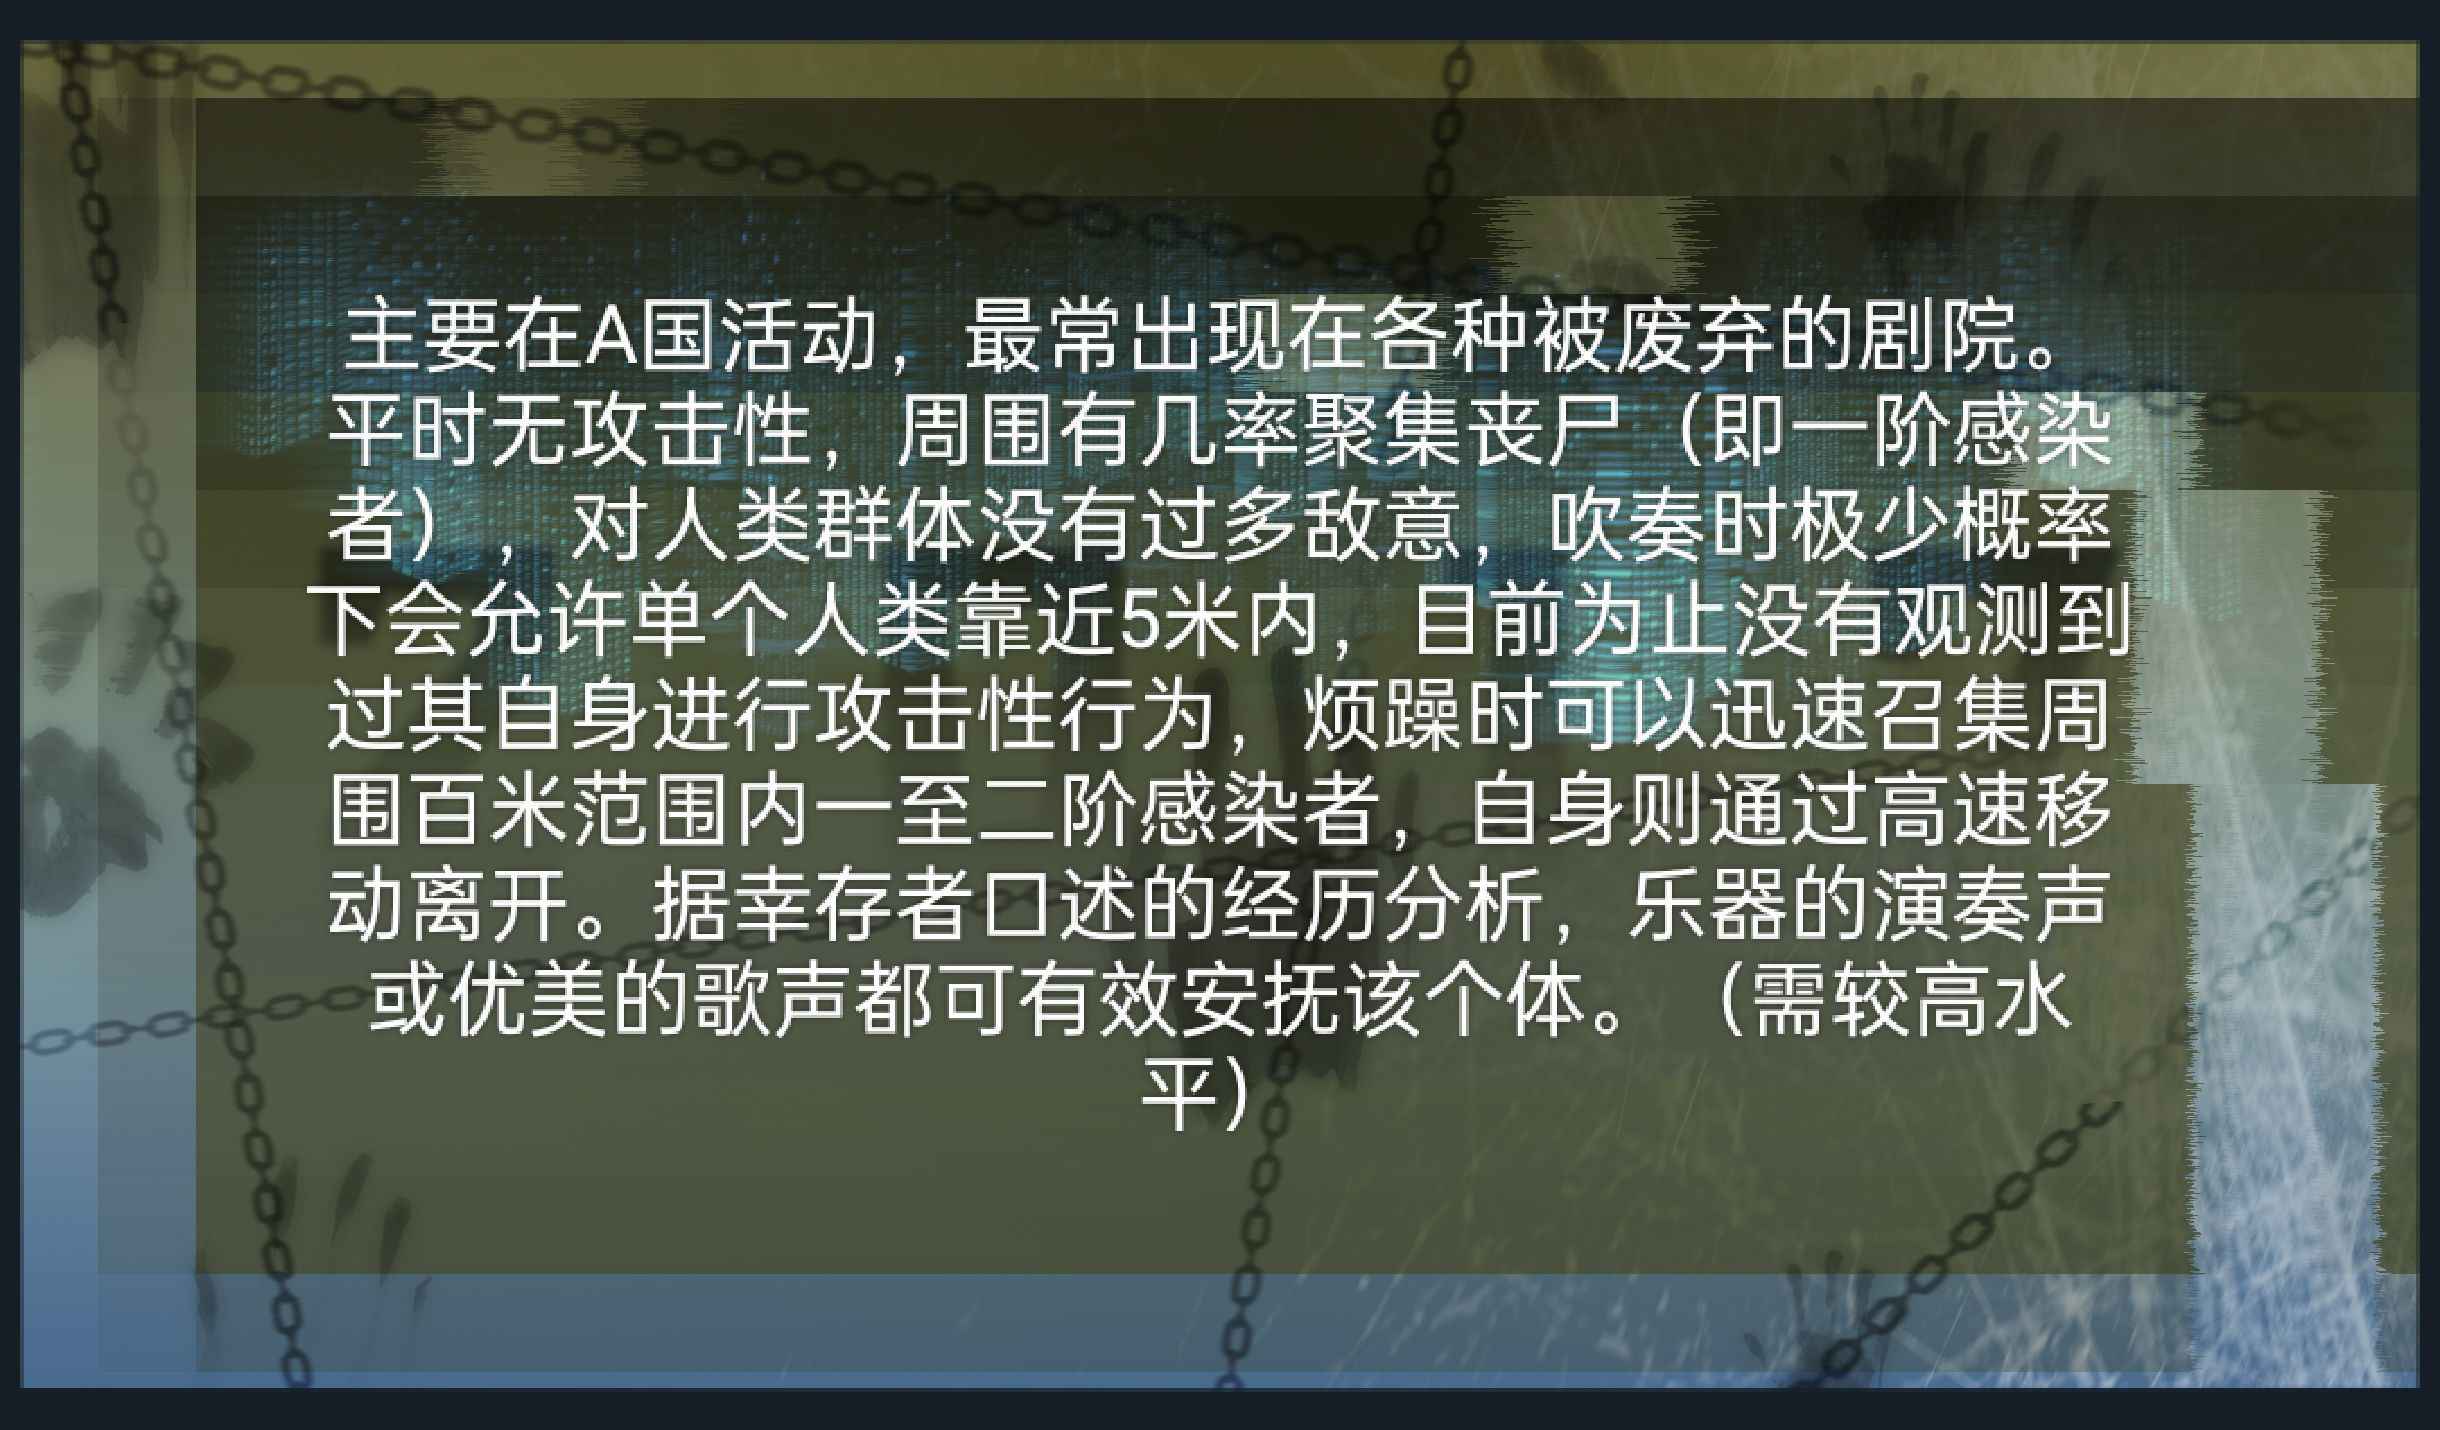 主要在A国活动，最常出现在各种被废弃的剧院。
平时无攻击性，周围有几率聚集丧尸（即一阶感染
者），对人类群体没有过多敌意，吹奏时极少概率
下会允许单个人类靠近5米内，目前为止没有观测到
过其自身进行攻击性行为，烦躁时可以迅速召集周
围百米范围内一至二阶感染者，自身则通过高速移
动离开。据幸存者口述的经历分析，乐器的演奏声
或优美的歌声都可有效安抚该个体。（需较高水
平）